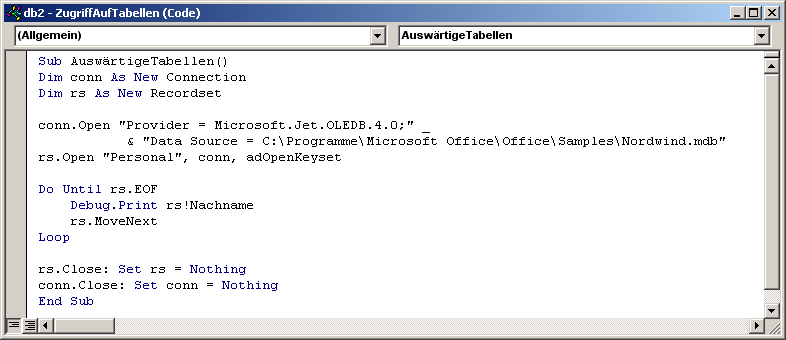 db2 - ZugriffAufTabellen (Code)
(Allgemein) AuswärtigeTabellen
Sub AuswärtigeTabellen()
Dim conn As New Connection
Dim rs As New Recordset
conn.Open "Provider = Microsoft.Jet.OLEDB.4.0;" _
& "Data Source = C:\Programme\Microsoft Office\Office\Samples\Nordwind.mdb"
rs.Open "Personal", conn, adOpenKeyset
Do Until rs.EOF
Debug.Print rs!Nachname
rs.MoveNext
Loop
rs.Close: Set rs = Nothing
conn.Close: Set conn = Nothing
End Sub